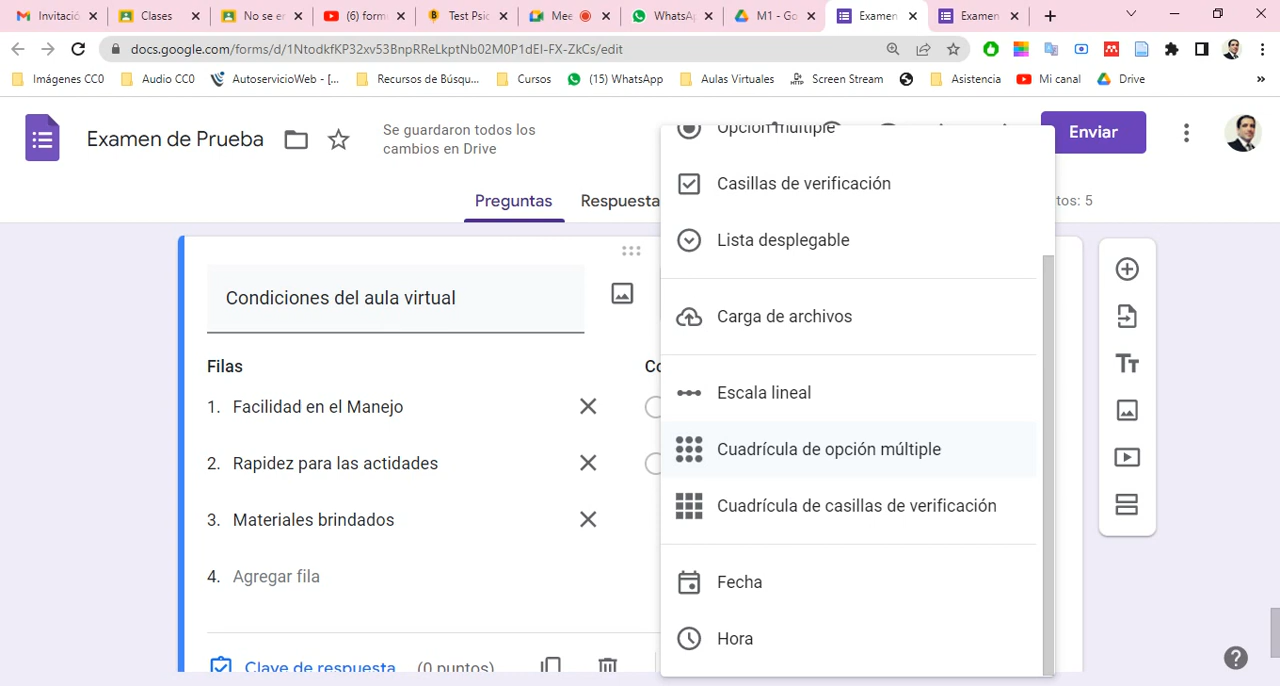 Invitació
Clases
No se en
(6) form
Test Psic
Mee
WhatsA
M1 - Go
Examen
Examen
docs.google.com/forms/d/1NtodkfKP32xv53BnpRReLkptNb02M0P1dEI-FX-ZkCs/edit
Imágenes CC0
Audio CC0
AutoservicioWeb - [...
Recursos de Búsqu...
Cursos
(15) WhatsApp
Aulas Virtuales
Screen Stream
Asistencia
Mi canal
Drive
»
Examen de Prueba
Se guardaron todos los
cambios en Drive
Enviar
Preguntas
Respuesta
tos: 5
Opción múltiple
Casillas de verificación
Lista desplegable
Carga de archivos
Escala lineal
Cuadrícula de opción múltiple
Cuadrícula de casillas de verificación
Fecha
Hora
Condiciones del aula virtual
Filas
Co
1. Facilidad en el Manejo
2. Rapidez para las actidades
3. Materiales brindados
4. Agregar fila
Clave de respuesta (0 puntos)